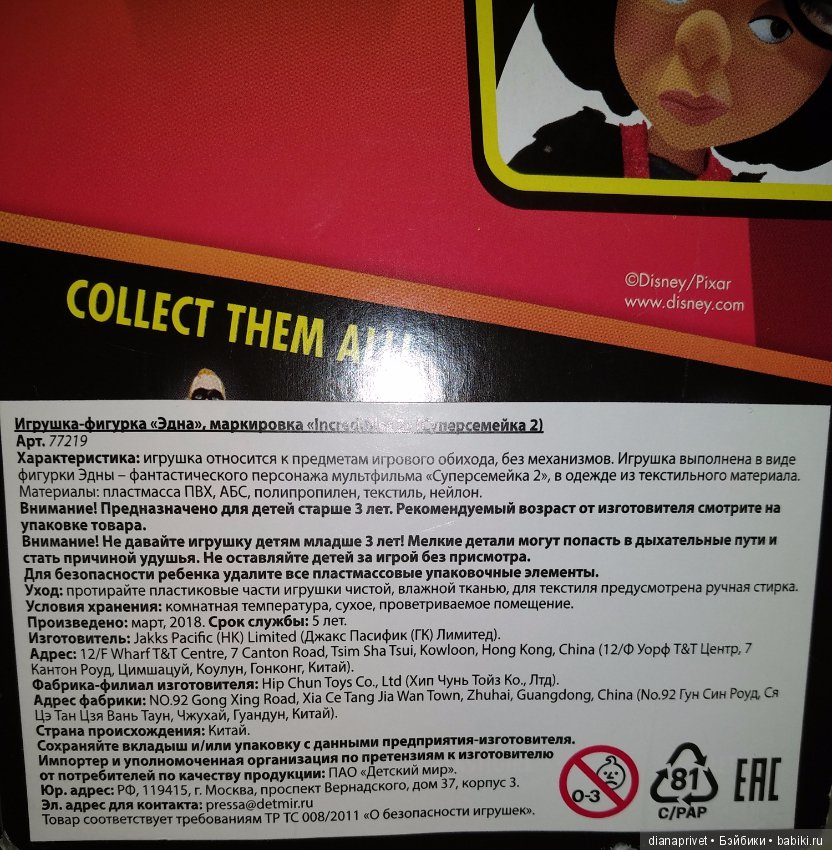 ©Disney/Pixar
www.disney.com
COLLECT THEM ALL!
Игрушка-фигурка «Эдна», маркировка (Суперсемейка 2)
Арт. 77219
Характеристика: игрушка относится к предметам игрового обихода, без механизмов. Игрушка выполнена в виде
фигурки Эдны – фантастического персонажа мультфильма «Суперсемейка 2», в одежде из текстильного материала.
Материалы: пластмасса ПВХ, АБС, полипропилен, текстиль, нейлон.
Внимание! Предназначено для детей старше 3 лет. Рекомендуемый возраст от изготовителя смотрите на
упаковке товара.
Внимание! Не давайте игрушку детям младше 3 лет! Мелкие детали могут попасть в дыхательные пути и
стать причиной удушья. Не оставляйте детей за игрой без присмотра.
Для безопасности ребенка удалите все пластмассовые упаковочные элементы.
Уход: протирайте пластиковые части игрушки чистой, влажной тканью, для текстиля предусмотрена ручная стирка.
Условия хранения: комнатная температура, сухое, проветриваемое помещение.
Произведено: март, 2018. Срок службы: 5 лет.
Изготовитель: Jakks Pacific (HK) Limited (Джакс Пасифик (ГК) Лимитед).
Адрес: 12/F Wharf T&T Centre, 7 Canton Road, Tsim Sha Tsui, Kowloon, Hong Kong, China (12/Ф Уорф Т&Т Центр, 7
Кантон Роуд, Цимшацуй, Коулун, Гонконг, Китай).
Фабрика-филиал изготовителя: Hip Chun Toys Co., Ltd (Хип Чунь Тойз Ко., Лтд).
Адрес фабрики: NO.92 Gong Xing Road, Xia Ce Tang Jia Wan Town, Zhuhai, Guangdong, China (No.92 Гун Син Роуд, Ся
Цэ Тан Цзя Вань Таун, Чжухай, Гуандун, Китай).
Страна происхождения: Китай.
Сохраняйте вкладыш и/или упаковку с данными предприятия-изготовителя.
Импортер и уполномоченная организация по претензиям к изготовителю
от потребителей по качеству продукции: ПАО «Детский мир».
Юр. адрес: РФ, 119415, г. Москва, проспект Вернадского, дом 37, корпус 3.
Эл. адрес для контакта: pressa@detmir.ru
Товар соответствует требованиям ТР ТС 008/2011 «О безопасности игрушек».
0-3
81
C/PAP
EAC
dianaprivet • Бэйбики • babiki.ru